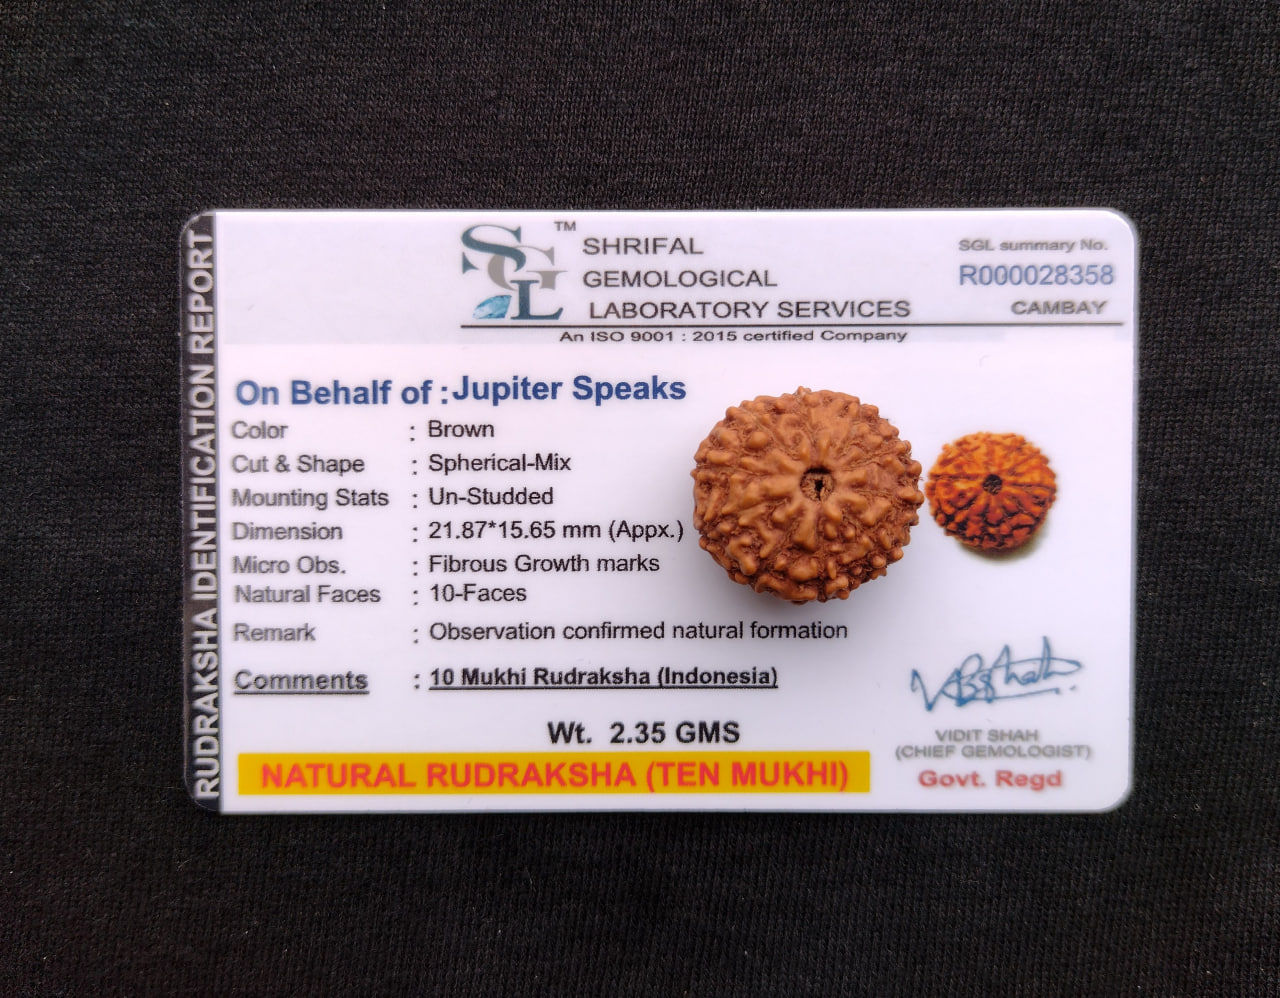 RUDRAKSHA IDENTIFICATION REPORT
SGL
TM
SHRIFAL
GEMOLOGICAL
LABORATORY SERVICES
An ISO 9001 : 2015 certified Company
SGL summary No.
R000028358
CAMBAY
On Behalf of : Jupiter Speaks
Color : Brown
Cut & Shape : Spherical-Mix
Mounting Stats : Un-Studded
Dimension : 21.87*15.65 mm (Appx.)
Micro Obs. : Fibrous Growth marks
Natural Faces : 10-Faces
Remark : Observation confirmed natural formation
Comments : 10 Mukhi Rudraksha (Indonesia)
Wt. 2.35 GMS
NATURAL RUDRAKSHA (TEN MUKHI)
VIDIT SHAH
(CHIEF GEMOLOGIST)
Govt. Regd